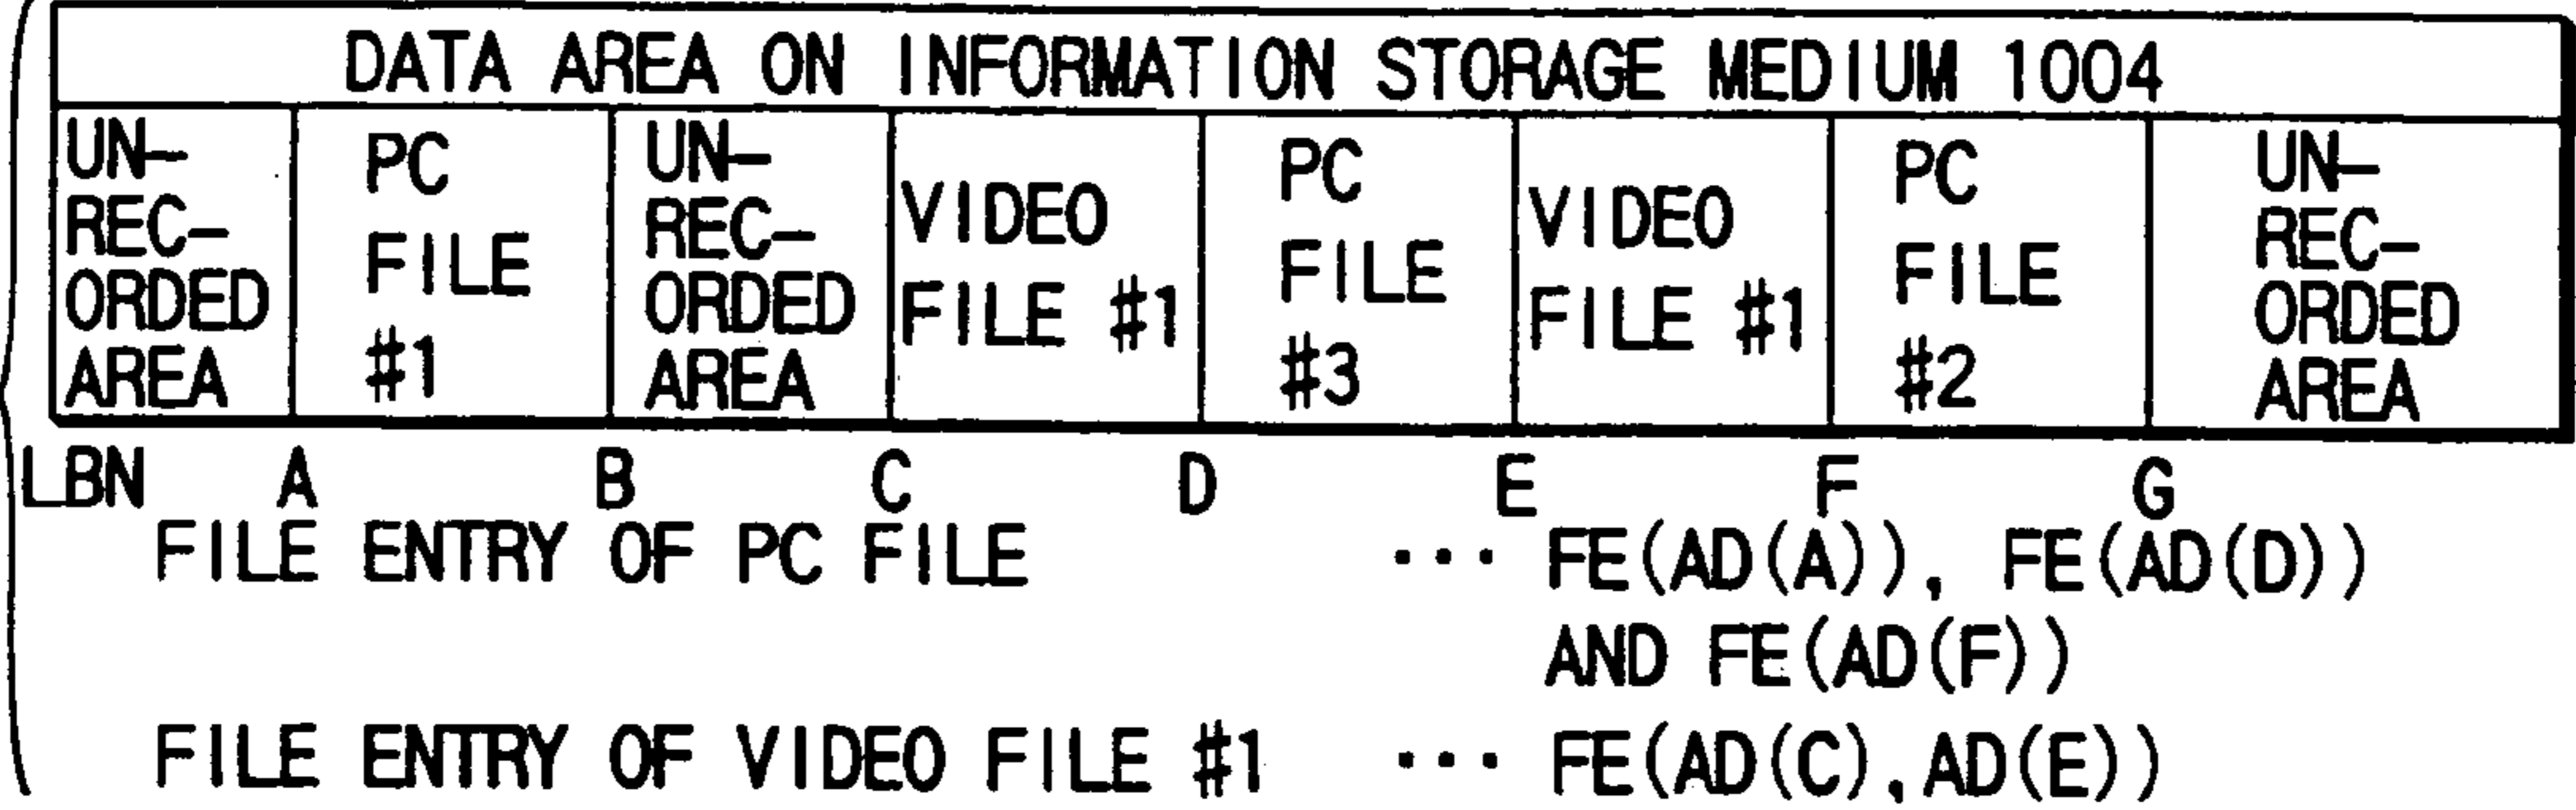 DATA AREA ON INFORMATION STORAGE MEDIUM 1004
UN-
REC-
ORDED
AREA
PC
FILE
#1
UN-
REC-
ORDED
AREA
VIDEO
FILE #1
PC
FILE
#3
VIDEO
FILE #1
PC
FILE
#2
UN-
REC-
ORDED
AREA
LBN A B C D E F G
FILE ENTRY OF PC FILE ··· FE(AD(A)), FE(AD(D))
AND FE(AD(F))
FILE ENTRY OF VIDEO FILE #1 ··· FE(AD(C),AD(E))